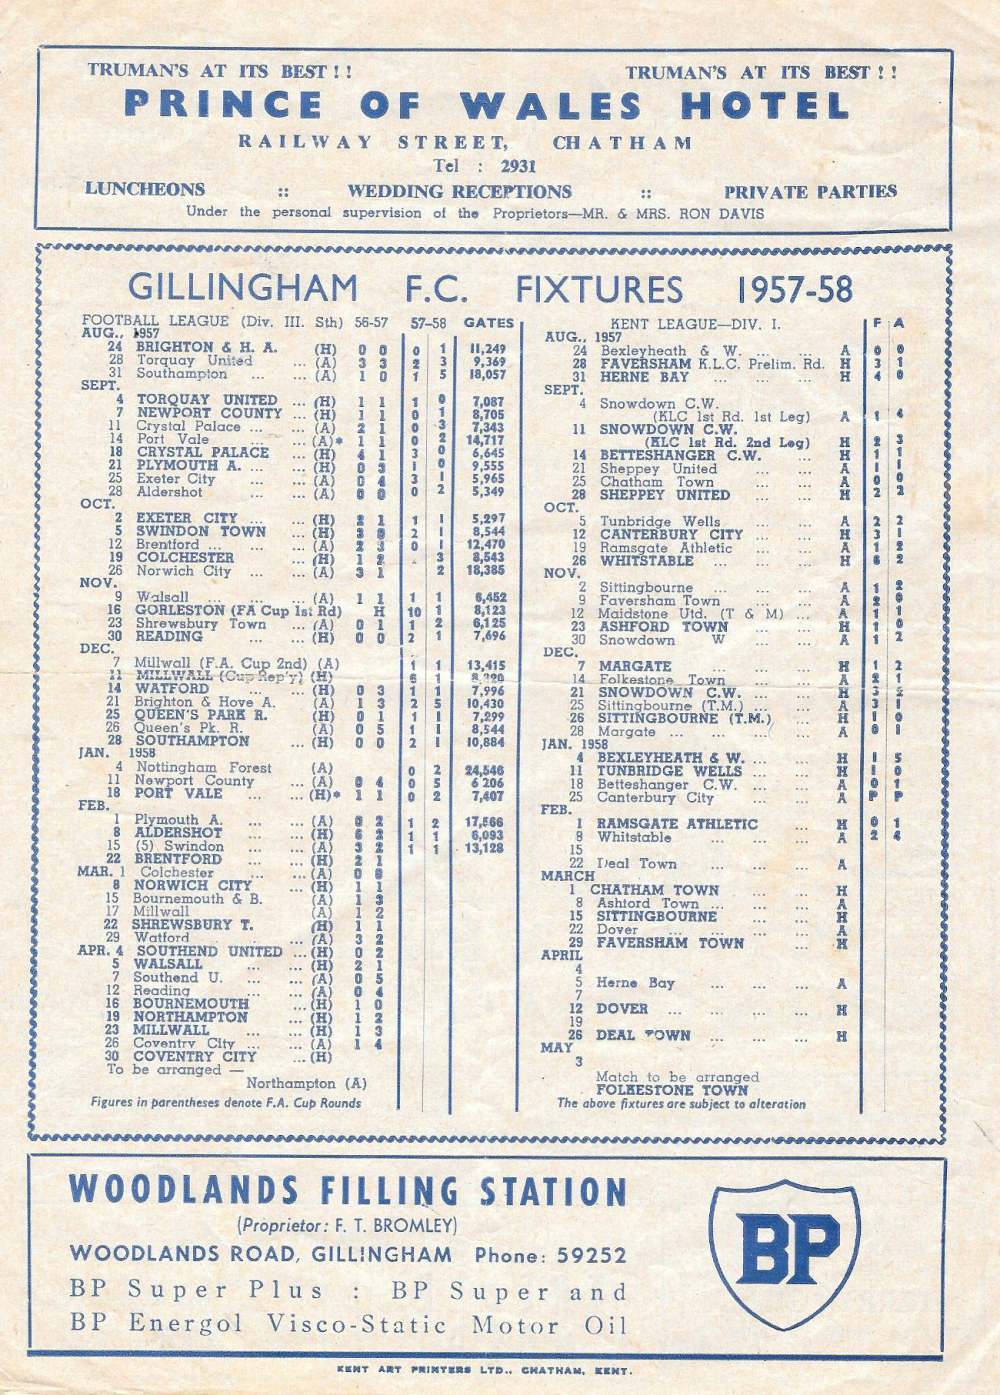 TRUMAN'S AT ITS BEST ! ! TRUMAN'S AT ITS BEST ! !
PRINCE OF WALES HOTEL
RAILWAY STREET, CHATHAM
Tel : 2931
LUNCHEONS :: WEDDING RECEPTIONS :: PRIVATE PARTIES
Under the personal supervision of the Proprietors—MR. & MRS. RON DAVIS
GILLINGHAM F.C. FIXTURES 1957-58
FOOTBALL LEAGUE (Div. III. Sth) 56-57 57-58 GATES
AUG., 1957
24 BRIGHTON & H. A. (H) 0 0 0 1 11,249
28 Torquay United ... (A) 3 3 2 3 9,369
31 Southampton ... ... (A) 1 0 1 5 18,057
SEPT.
4 TORQUAY UNITED ... (H) 1 1 1 0 7,087
7 NEWPORT COUNTY ... (H) 1 1 0 1 8,705
11 Crystal Palace ... ... (A) 2 1 0 3 7,343
14 Port Vale ... ... (A)* 1 1 0 2 14,717
18 CRYSTAL PALACE ... (H) 4 1 3 0 6,645
21 PLYMOUTH A. ... ... (H) 0 3 1 0 9,555
25 Exeter City ... ... (A) 0 4 3 1 5,965
28 Aldershot ... ... (A) 0 0 0 2 5,349
OCT.
2 EXETER CITY ... ... (H) 2 1 1 1 5,297
5 SWINDON TOWN ... (H) 2 1 8,544
12 Brentford ... ... (A) 2 3 0 1 12,470
19 COLCHESTER ... (H) 1 2 3 8,543
26 Norwich City ... ... (A) 3 1 2 18,385
NOV.
9 Walsall ... ... ... (A) 1 1 1 1 6,452
16 GORLESTON (FA Cup 1st Rd) H 10 1 8,123
23 Shrewsbury Town ... (A) 0 1 1 2 6,125
30 READING ... ... (H) 0 0 2 1 7,696
DEC.
7 Millwall (F.A. Cup 2nd) (A) 1 1 13,415
11 MILLWALL (Cup Rep'y) (H) 6 1
14 WATFORD ... ... (H) 0 3 1 1 7,996
21 Brighton & Hove A. (A) 1 3 2 5 10,430
25 QUEEN'S PARK R. (H) 0 1 1 1 7,299
26 Queen's Pk. R. (A) 0 5 1 1 8,544
28 SOUTHAMPTON ... (H) 0 0 2 1 10,884
JAN. 1958
4 Nottingham Forest (A) 0 2 24,546
11 Newport County (A) 0 4 0 5 6 206
18 PORT VALE ... ... (H)* 1 1 0 2 7,407
FEB.
1 Plymouth A. ... ... (A) 0 2 1 2 17,566
8 ALDERSHOT ... ... (H) 6 2 1 1 6,093
15 (5) Swindon ... ... (A) 3 2 1 1 13,128
22 BRENTFORD ... ... (H) 2 1
MAR. 1 Colchester ... ... (A) 0 0
8 NORWICH CITY ... (H) 1 1
15 Bournemouth & B. (A) 1 3
17 Millwall (A) 1 2
22 SHREWSBURY T. (H) 1 1
29 Watford ... ... (A) 3 2
APR. 4 SOUTHEND UNITED ... (H) 0 2
5 WALSALL ... ... (H) 2 1
7 Southend U. ... ... (A) 0 5
12 Reading ... ... (A) 0 4
16 BOURNEMOUTH ... (H) 1 0
19 NORTHAMPTON ... (H) 1 2
23 MILLWALL ... ... (H) 1 3
26 Coventry City ... ... (A) 1 4
30 COVENTRY CITY ... (H)
To be arranged —
Northampton (A)
Figures in parentheses denote F.A. Cup Rounds
KENT LEAGUE—DIV. I. F A
AUG., 1957
24 Bexleyheath & W. ... ... A 0 0
28 FAVERSHAM K.L.C. Prelim. Rd. H 3 1
31 HERNE BAY ... ... H 4 0
SEPT.
4 Snowdown C.W.
(KLC 1st Rd. 1st Leg) A 1 4
11 SNOWDOWN C.W.
(KLC 1st Rd. 2nd Leg) H 2 3
14 BETTESHANGER C.W. ... H 1 1
21 Sheppey United ... ... A 1 1
25 Chatham Town ... ... A 0 0
28 SHEPPEY UNITED ... ... H 2 2
OCT.
5 Tunbridge Wells ... ... A 2 2
12 CANTERBURY CITY ... ... H 3 1
19 Ramsgate Athletic ... ... A 1 2
26 WHITSTABLE ... ... H 6 2
NOV.
2 Sittingbourne ... ... A 1 2
9 Faversham Town ... ... A 2 0
12 Maidstone Utd. (T & M) ... A 1 1
23 ASHFORD TOWN ... ... H 1 0
30 Snowdown W ... ... A 1 2
DEC.
7 MARGATE ... ... H 1 2
14 Folkestone Town ... ... A 2 1
21 SNOWDOWN C.W. ... ... H 3 2
25 Sittingbourne (T.M.) ... ... A 3 1
26 SITTINGBOURNE (T.M.) ... H 1 0
28 Margate ... ... ... A 0 1
JAN. 1958
4 BEXLEYHEATH & W. ... ... H 1 5
11 TUNBRIDGE WELLS ... ... H 1 0
18 Betteshanger C.W. ... ... A 0 1
25 Canterbury City ... ... A P P
FEB.
1 RAMSGATE ATHLETIC ... H 0 1
8 Whitstable ... ... ... A 2 4
15
22 Deal Town ... ... A
MARCH
1 CHATHAM TOWN ... ... H
8 Ashford Town ... ... ... A
15 SITTINGBOURNE ... ... H
22 Dover ... ... ... A
29 FAVERSHAM TOWN ... H
APRIL
4
5 Herne Bay ... ... ... A
7
12 DOVER ... ... ... ... H
19
26 DEAL TOWN ... ... ... H
MAY
3
Match to be arranged
FOLKESTONE TOWN
The above fixtures are subject to alteration
WOODLANDS FILLING STATION
(Proprietor: F. T. BROMLEY)
WOODLANDS ROAD, GILLINGHAM Phone: 59252
BP Super Plus : BP Super and
BP Energol Visco-Static Motor Oil
BP
KENT ART PRINTERS LTD., CHATHAM, KENT.